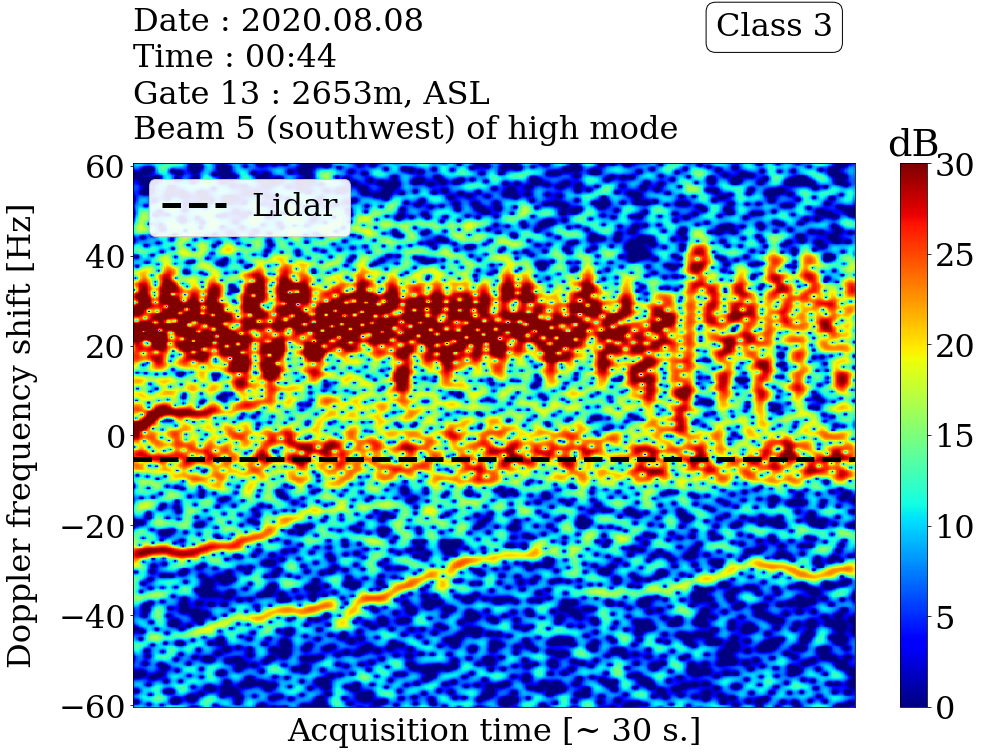 Date : 2020.08.08
Time : 00:44
Gate 13 : 2653m, ASL
Beam 5 (southwest) of high mode
Class 3
dB
Lidar
Doppler frequency shift [Hz]
60
40
20
0
−20
−40
−60
30
25
20
15
10
5
0
Acquisition time [~ 30 s.]